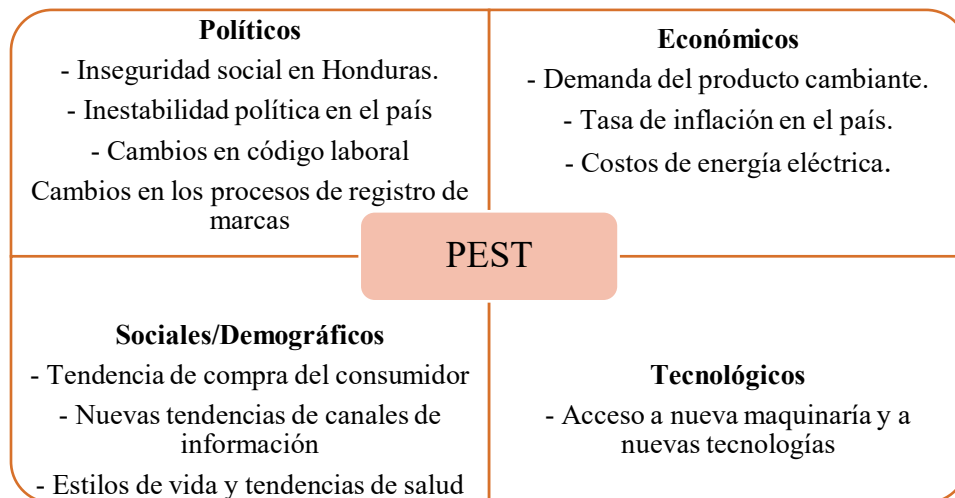 Políticos
- Inseguridad social en Honduras.
- Inestabilidad política en el país
- Cambios en código laboral
Cambios en los procesos de registro de
marcas
Económicos
- Demanda del producto cambiante.
- Tasa de inflación en el país.
- Costos de energía eléctrica.
PEST
Sociales/Demográficos
- Tendencia de compra del consumidor
- Nuevas tendencias de canales de
información
- Estilos de vida y tendencias de salud
Tecnológicos
- Acceso a nueva maquinaría y a
nuevas tecnologías